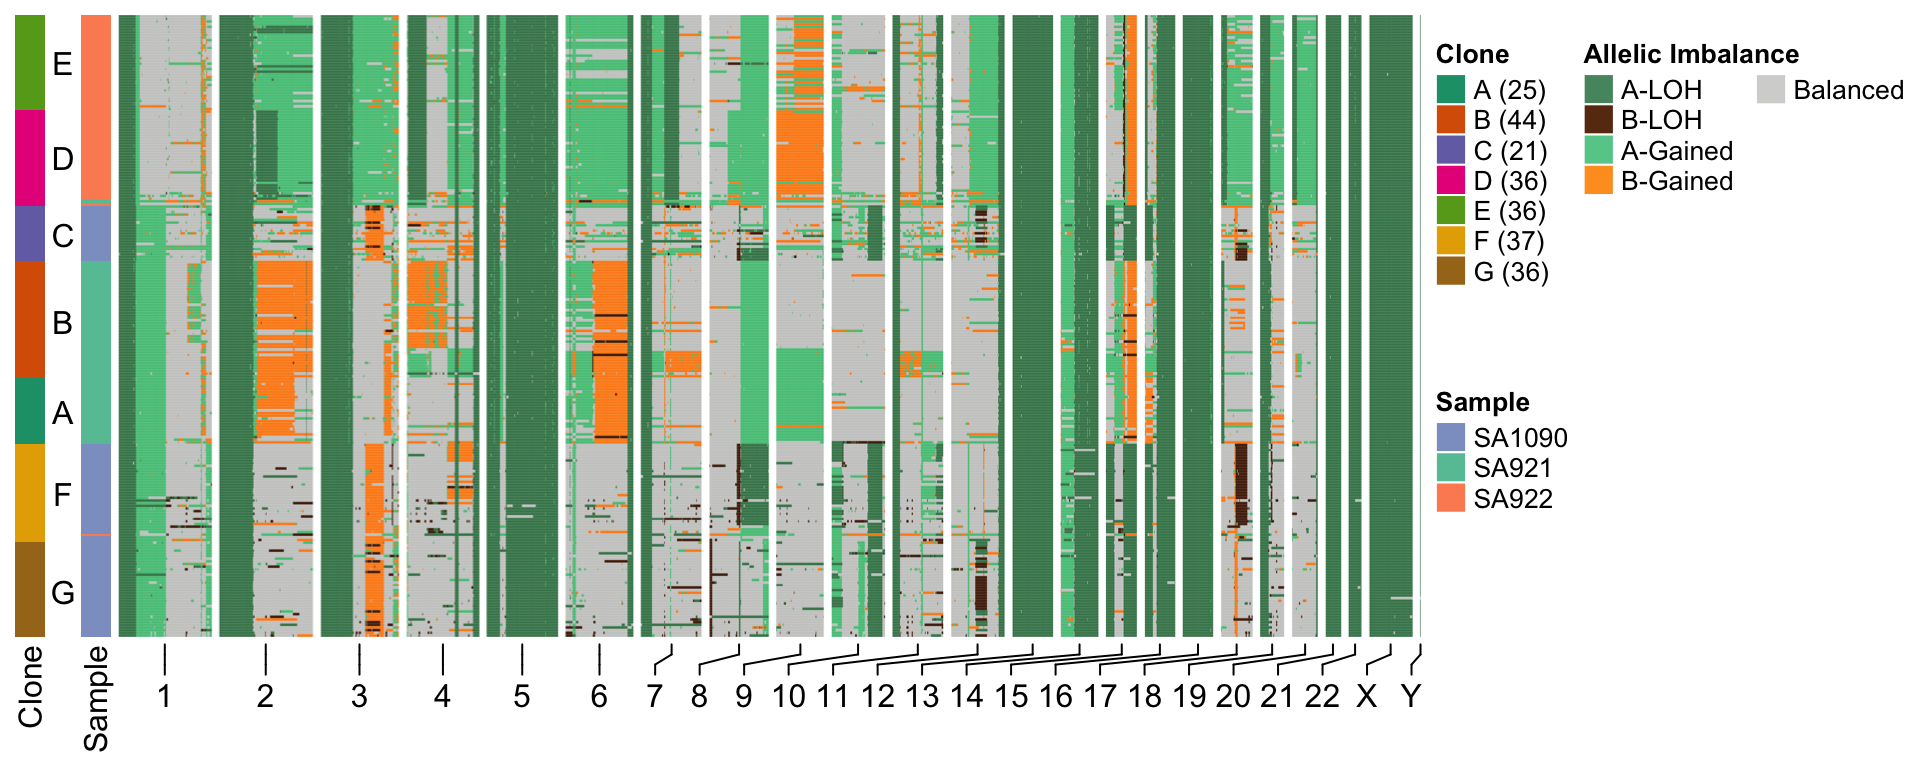 E
D
C
B
A
F
G
Clone
Sample
1 2 3 4 5 6 7 8 9 10 11 12 13 14 15 16 17 18 19 20 21 22 X Y
Clone
A (25)
B (44)
C (21)
D (36)
E (36)
F (37)
G (36)
Allelic Imbalance
A-LOH
B-LOH
A-Gained
B-Gained
Balanced
Sample
SA1090
SA921
SA922